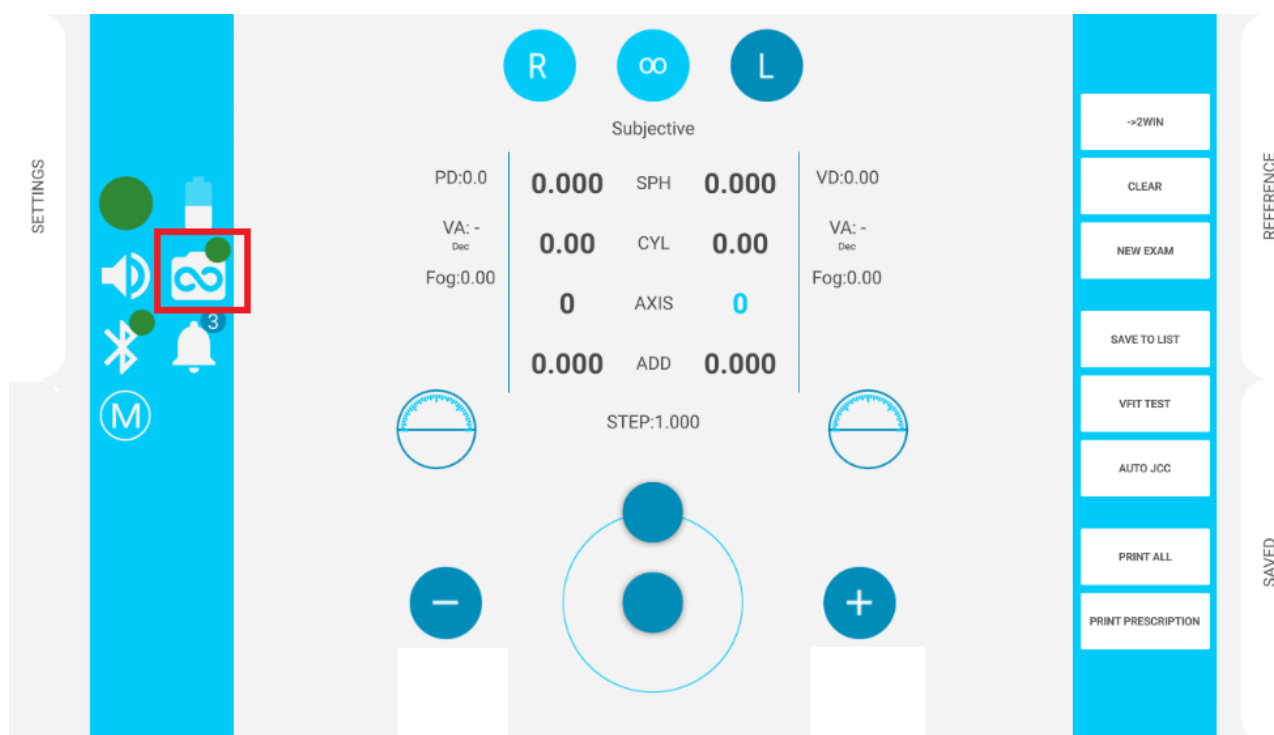 SETTINGS
3
M
R ∞ L
Subjective
PD:0.0
VA: -
Dec
Fog:0.00
0.000 SPH 0.000
0.00 CYL 0.00
0 AXIS 0
0.000 ADD 0.000
VD:0.00
VA: -
Dec
Fog:0.00
STEP:1.000
− +
->2WIN
CLEAR
NEW EXAM
SAVE TO LIST
VFIT TEST
AUTO JCC
PRINT ALL
PRINT PRESCRIPTION
REFERENCE
SAVED